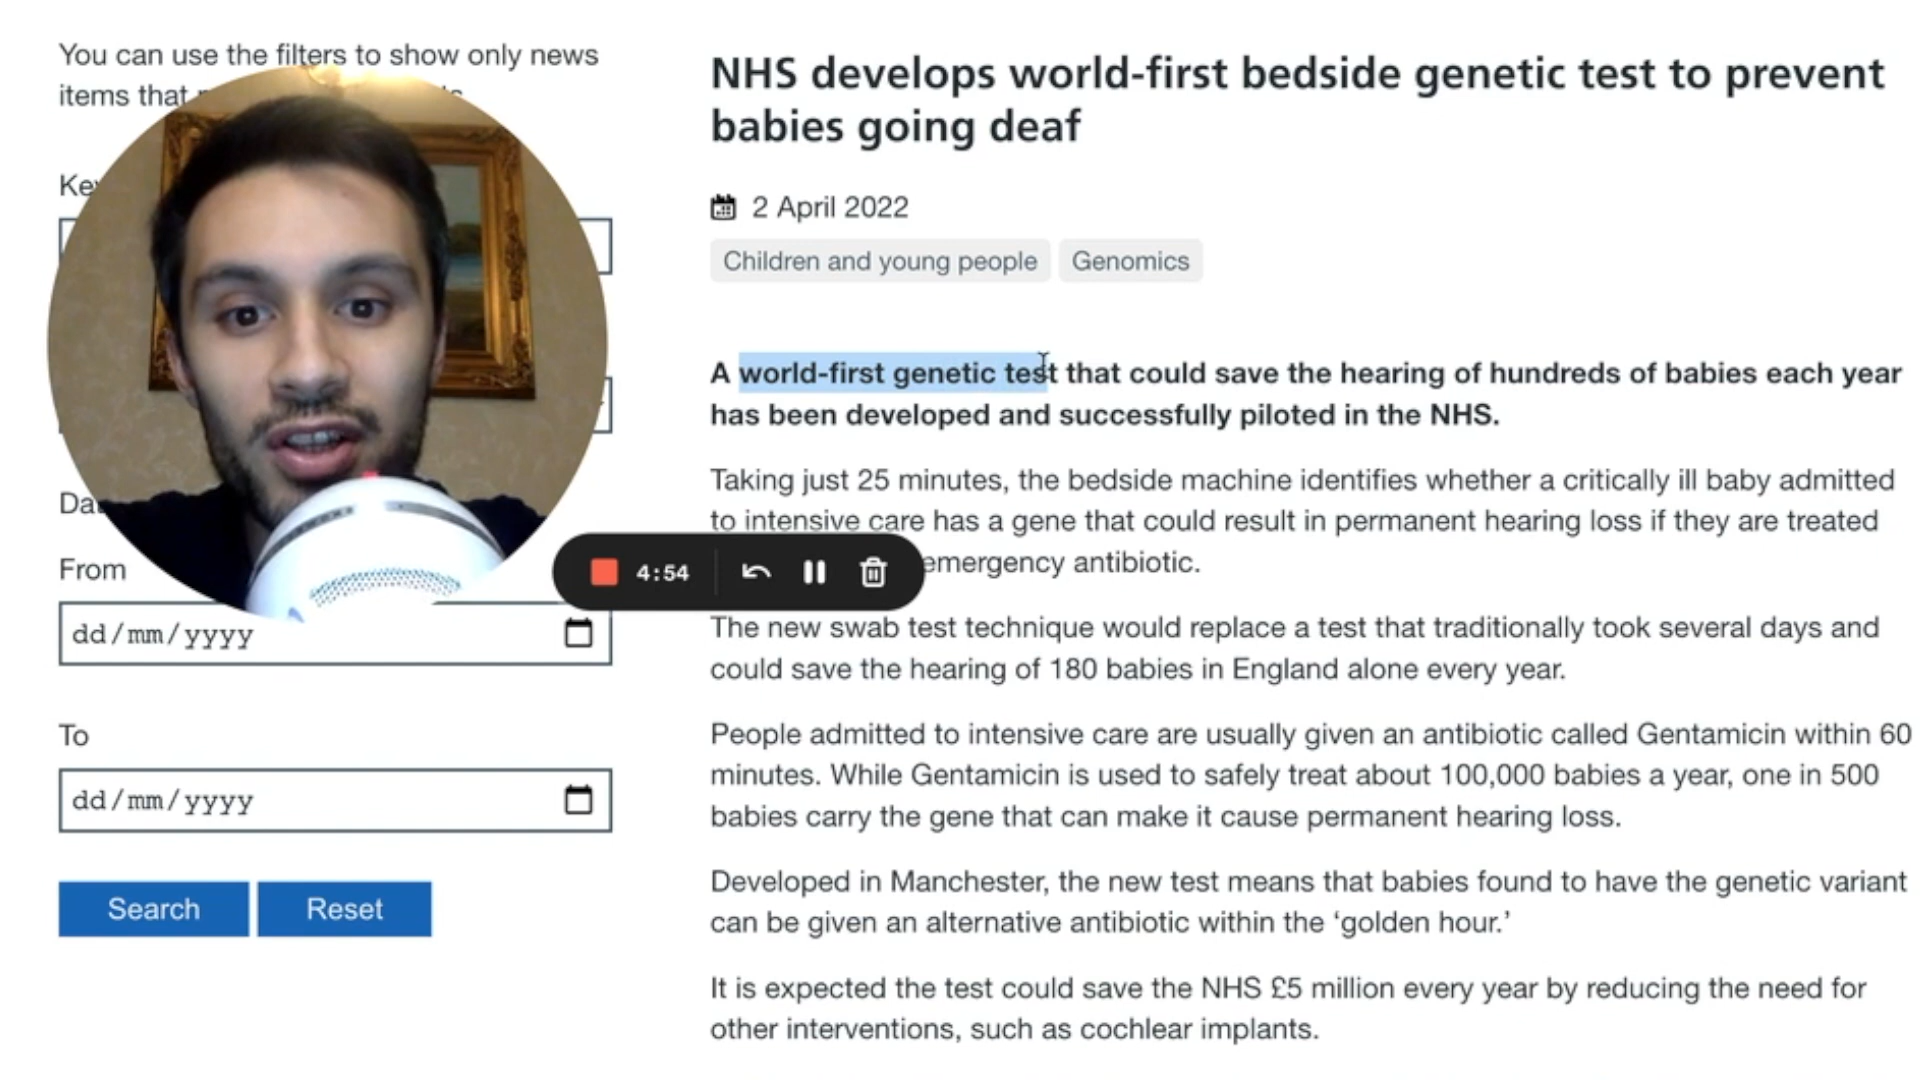 You can use the filters to show only news
items that
NHS develops world-first bedside genetic test to prevent
babies going deaf
2 April 2022
Children and young people
Genomics
From
dd/mm/yyyy
To
dd/mm/yyyy
Search
Reset
A world-first genetic test that could save the hearing of hundreds of babies each year
has been developed and successfully piloted in the NHS.
Taking just 25 minutes, the bedside machine identifies whether a critically ill baby admitted
to intensive care has a gene that could result in permanent hearing loss if they are treated
emergency antibiotic.
4:54
The new swab test technique would replace a test that traditionally took several days and
could save the hearing of 180 babies in England alone every year.
People admitted to intensive care are usually given an antibiotic called Gentamicin within 60
minutes. While Gentamicin is used to safely treat about 100,000 babies a year, one in 500
babies carry the gene that can make it cause permanent hearing loss.
Developed in Manchester, the new test means that babies found to have the genetic variant
can be given an alternative antibiotic within the ‘golden hour.’
It is expected the test could save the NHS £5 million every year by reducing the need for
other interventions, such as cochlear implants.